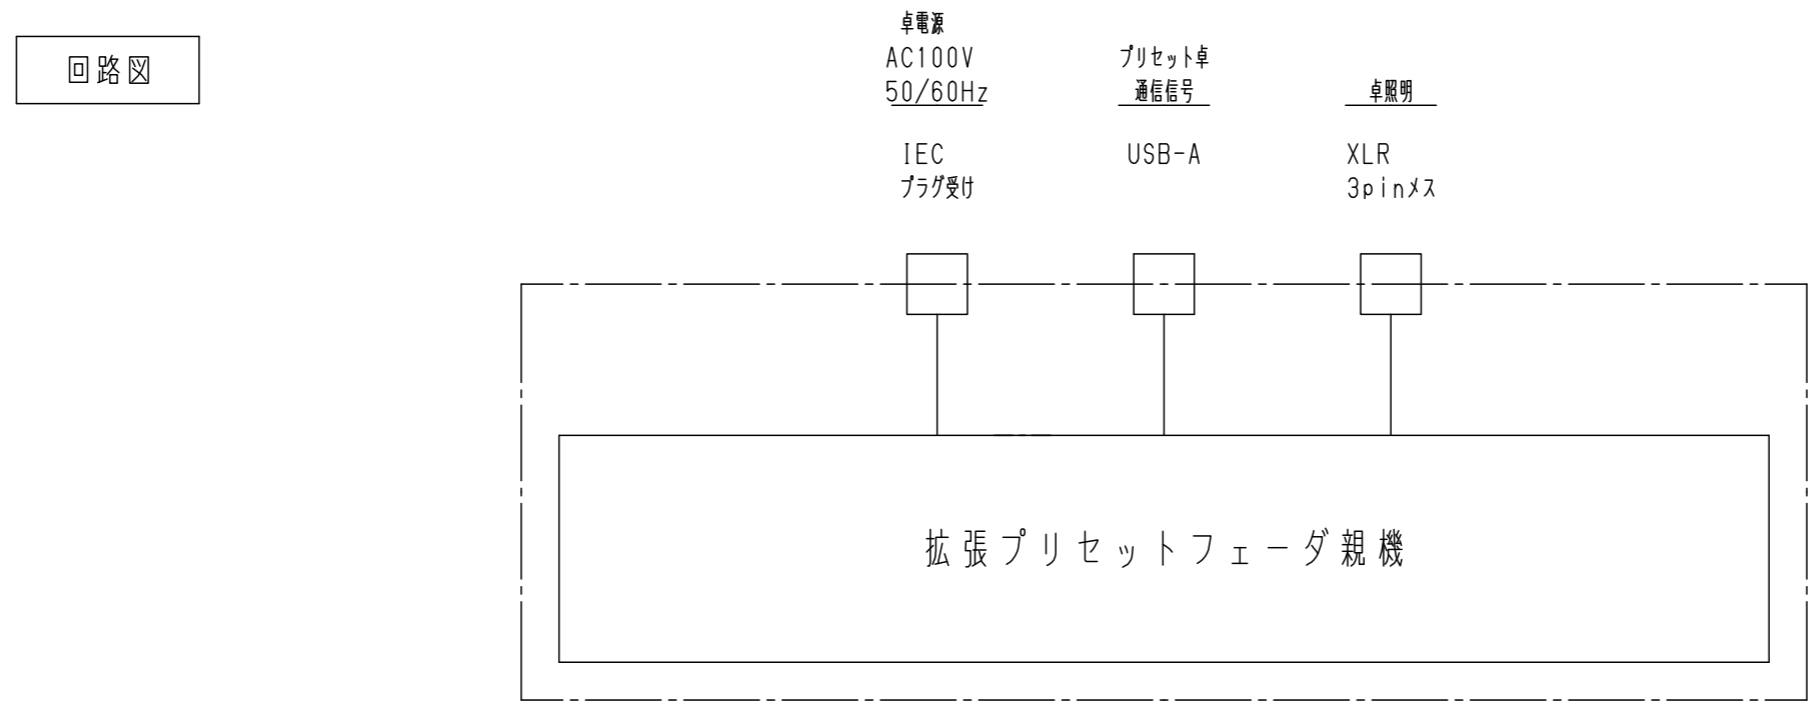 回路図
卓電源
AC100V
50/60Hz
IEC
プラグ受け
プリセット卓
通信信号
USB-A
卓照明
XLR
3pinメス
拡張プリセットフェーダ親機